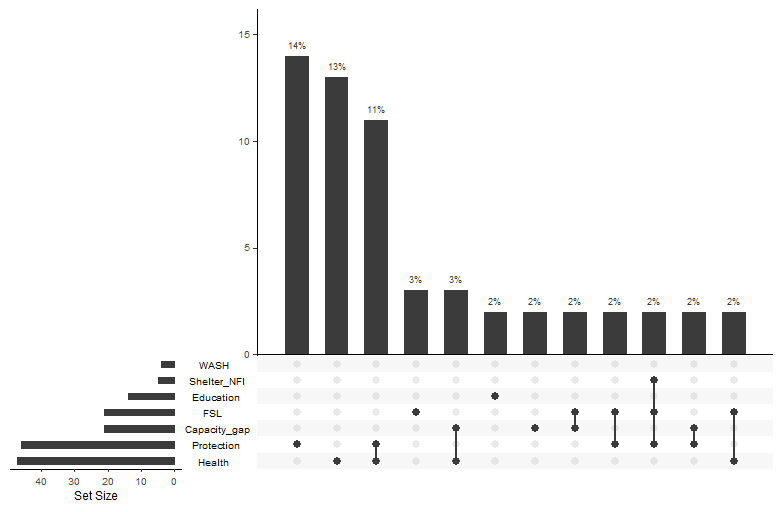 15
14%
13%
11%
10
5
3% 3% 2% 2% 2% 2% 2% 2% 2%
0
WASH
Shelter_NFI
Education
FSL
Capacity_gap
Protection
Health
40 30 20 10 0
Set Size